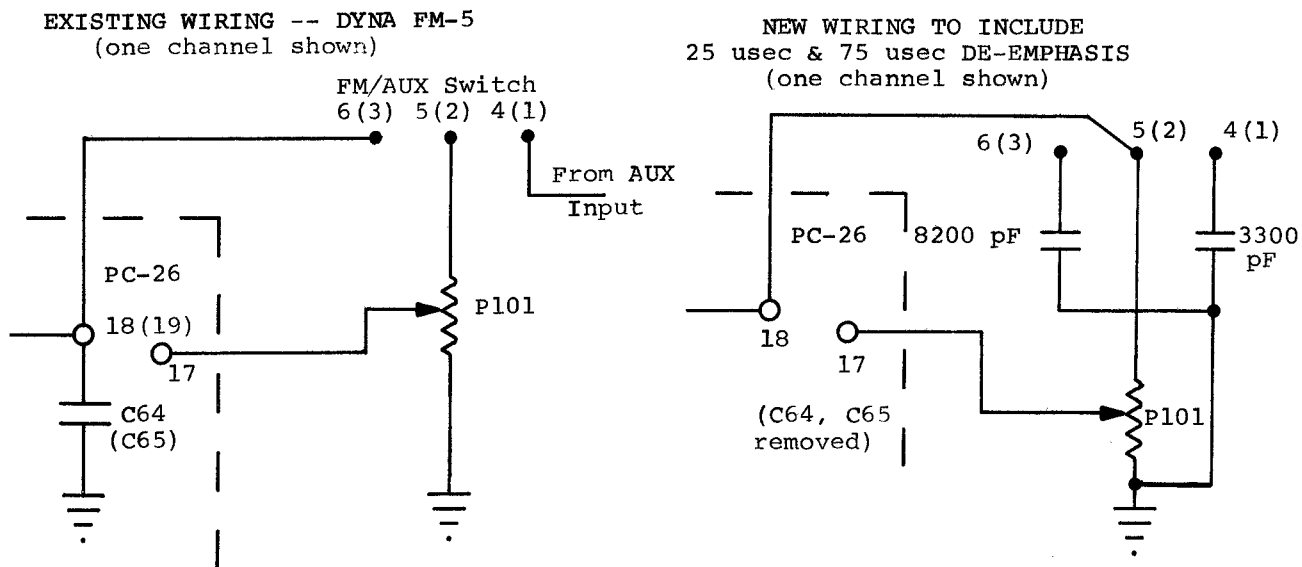 EXISTING WIRING -- DYNA FM-5
(one channel shown)
FM/AUX Switch
6(3) 5(2) 4(1)
From AUX
Input
PC-26
18(19)
17
P101
C64
(C65)
NEW WIRING TO INCLUDE
25 usec & 75 usec DE-EMPHASIS
(one channel shown)
6(3)
5(2)
4(1)
PC-26
8200 pF
3300
pF
18
17
(C64, C65
removed)
P101